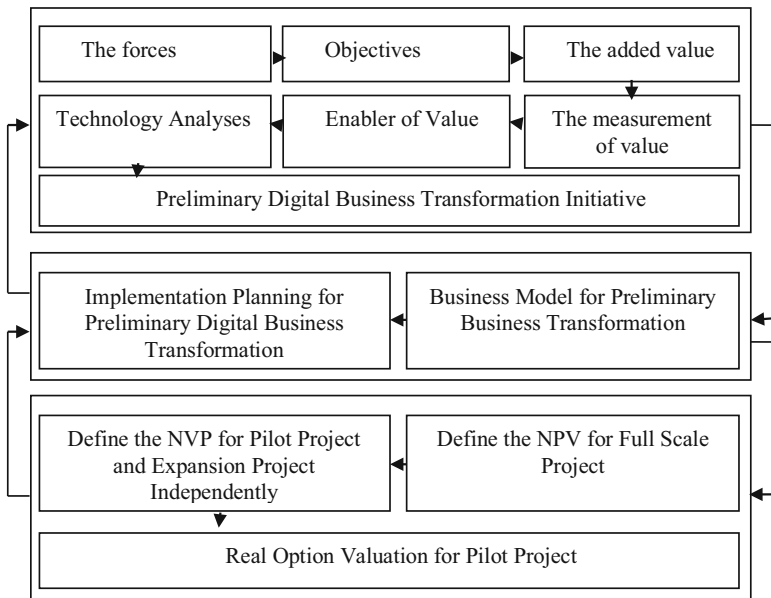 The forces
Objectives
The added value
Technology Analyses
Enabler of Value
The measurement
of value
Preliminary Digital Business Transformation Initiative
Implementation Planning for
Preliminary Digital Business
Transformation
Business Model for Preliminary
Business Transformation
Define the NVP for Pilot Project
and Expansion Project
Independently
Define the NPV for Full Scale
Project
Real Option Valuation for Pilot Project